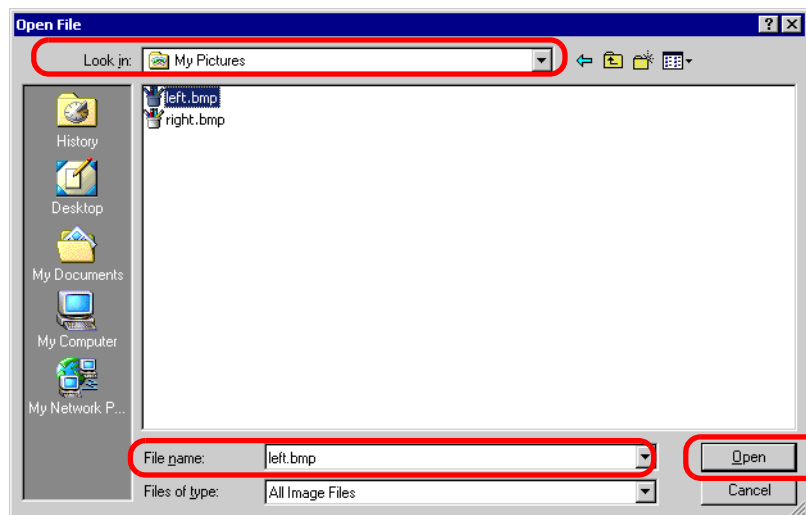 Open File
Look in: My Pictures
left.bmp
right.bmp
History
Desktop
My Documents
My Computer
My Network P...
File name: left.bmp Open
Files of type: All Image Files Cancel